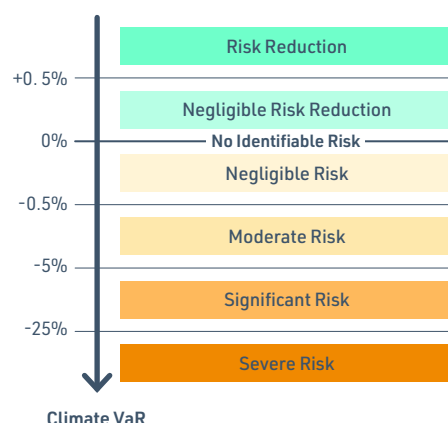 Risk Reduction
+0.5%
Negligible Risk Reduction
0%
No Identifiable Risk
Negligible Risk
-0.5%
Moderate Risk
-5%
Significant Risk
-25%
Severe Risk
Climate VaR